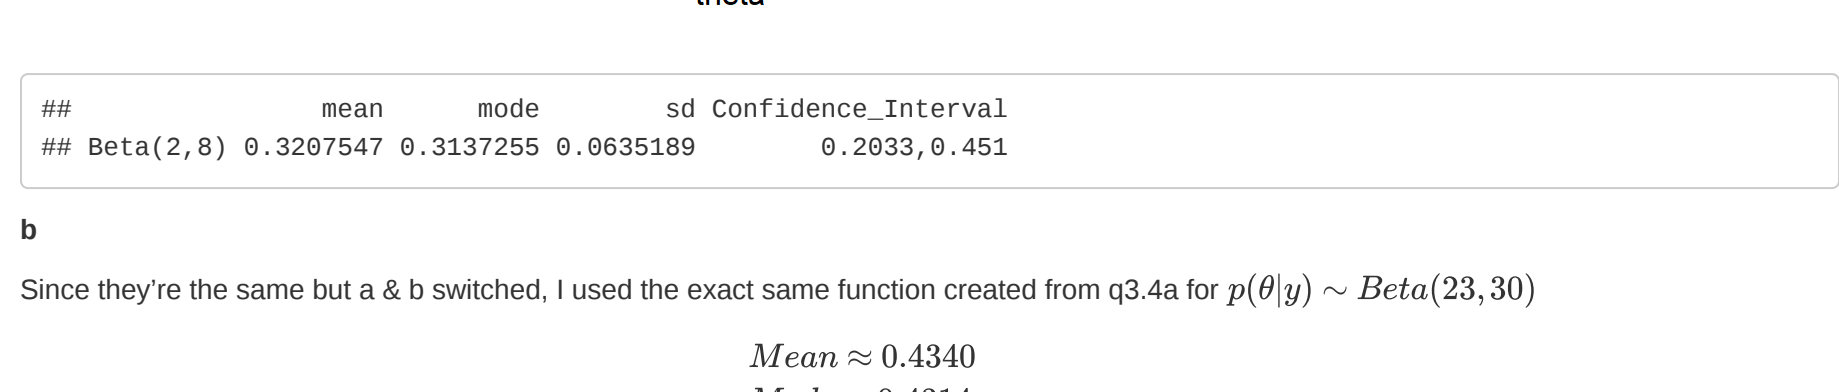 theta
##                mean      mode        sd Confidence_Interval
## Beta(2,8) 0.3207547 0.3137255 0.0635189        0.2033,0.451
b
Since they’re the same but a & b switched, I used the exact same function created from q3.4a for p(θ|y) ∼ Beta(23, 30)
Mean ≈ 0.4340